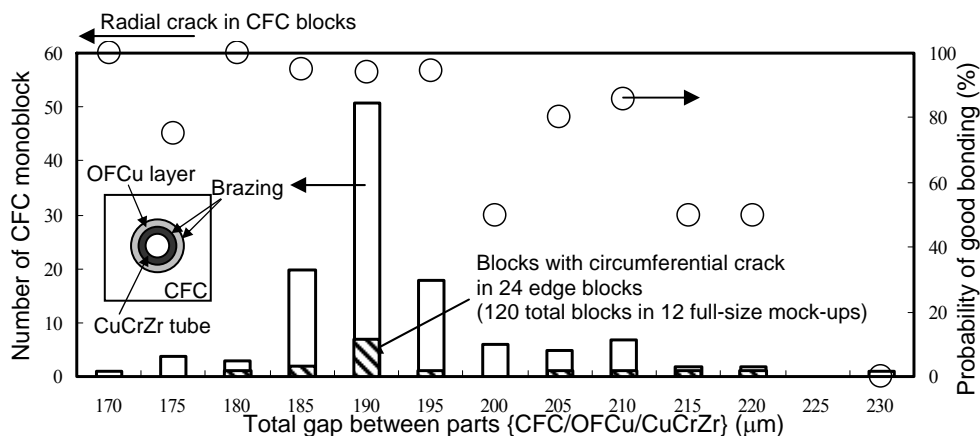 Radial crack in CFC blocks
60
50
40
30
20
10
0
Number of CFC monoblock
100
80
60
40
20
0
Probability of good bonding (%)
OFCu layer
Brazing
CFC
CuCrZr tube
Blocks with circumferential crack
in 24 edge blocks
(120 total blocks in 12 full-size mock-ups)
170 175 180 185 190 195 200 205 210 215 220 230
Total gap between parts {CFC/OFCu/CuCrZr} (μm)